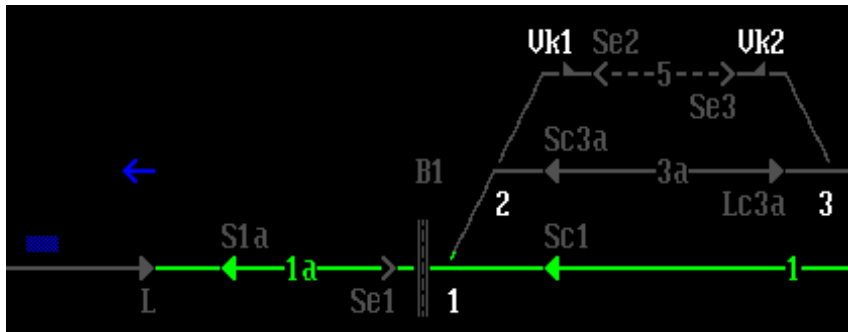 Vk1 Se2 Vk2
5
Se3
Sc3a
B1 3a
2 Lc3a 3
S1a Sc1
1a 1
L Se1 1